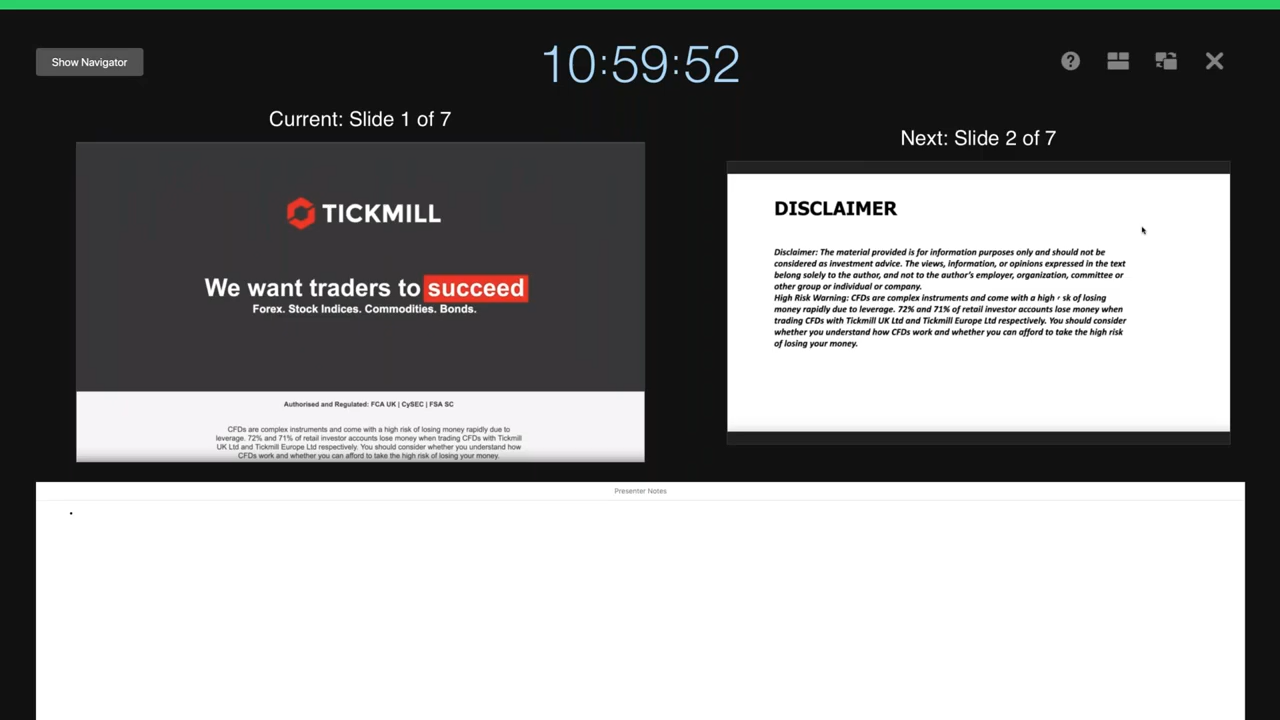 Show Navigator
10:59:52
Current: Slide 1 of 7
Next: Slide 2 of 7
TICKMILL
We want traders to succeed
Forex. Stock Indices. Commodities. Bonds.
Authorised and Regulated: FCA UK | CySEC | FSA SC
CFDs are complex instruments and come with a high risk of losing money rapidly due to
leverage. 72% and 71% of retail investor accounts lose money when trading CFDs with Tickmill
UK Ltd and Tickmill Europe Ltd respectively. You should consider whether you understand how
CFDs work and whether you can afford to take the high risk of losing your money.
DISCLAIMER
Disclaimer: The material provided is for information purposes only and should not be
considered as investment advice. The views, information, or opinions expressed in the text
belong solely to the author, and not to the author's employer, organization, committee or
other group or individual or company.
High Risk Warning: CFDs are complex instruments and come with a high sk of losing
money rapidly due to leverage. 72% and 71% of retail investor accounts lose money when
trading CFDs with Tickmill UK Ltd and Tickmill Europe Ltd respectively. You should consider
whether you understand how CFDs work and whether you can afford to take the high risk
of losing your money.
Presenter Notes